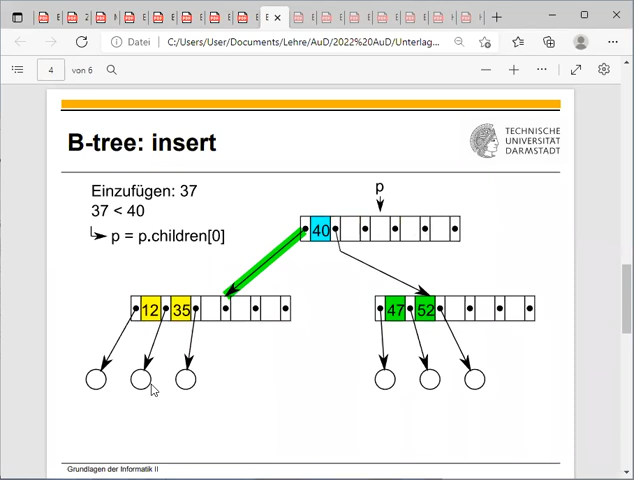 Datei
C:/Users/User/Documents/Lehre/AuD/2022%20AuD/Unterlag...
4
von 6
B-tree: insert
TECHNISCHE
UNIVERSITÄT
DARMSTADT
Einzufügen: 37
37 < 40
p = p.children[0]
p
40
12 35
47 52
Grundlagen der Informatik II